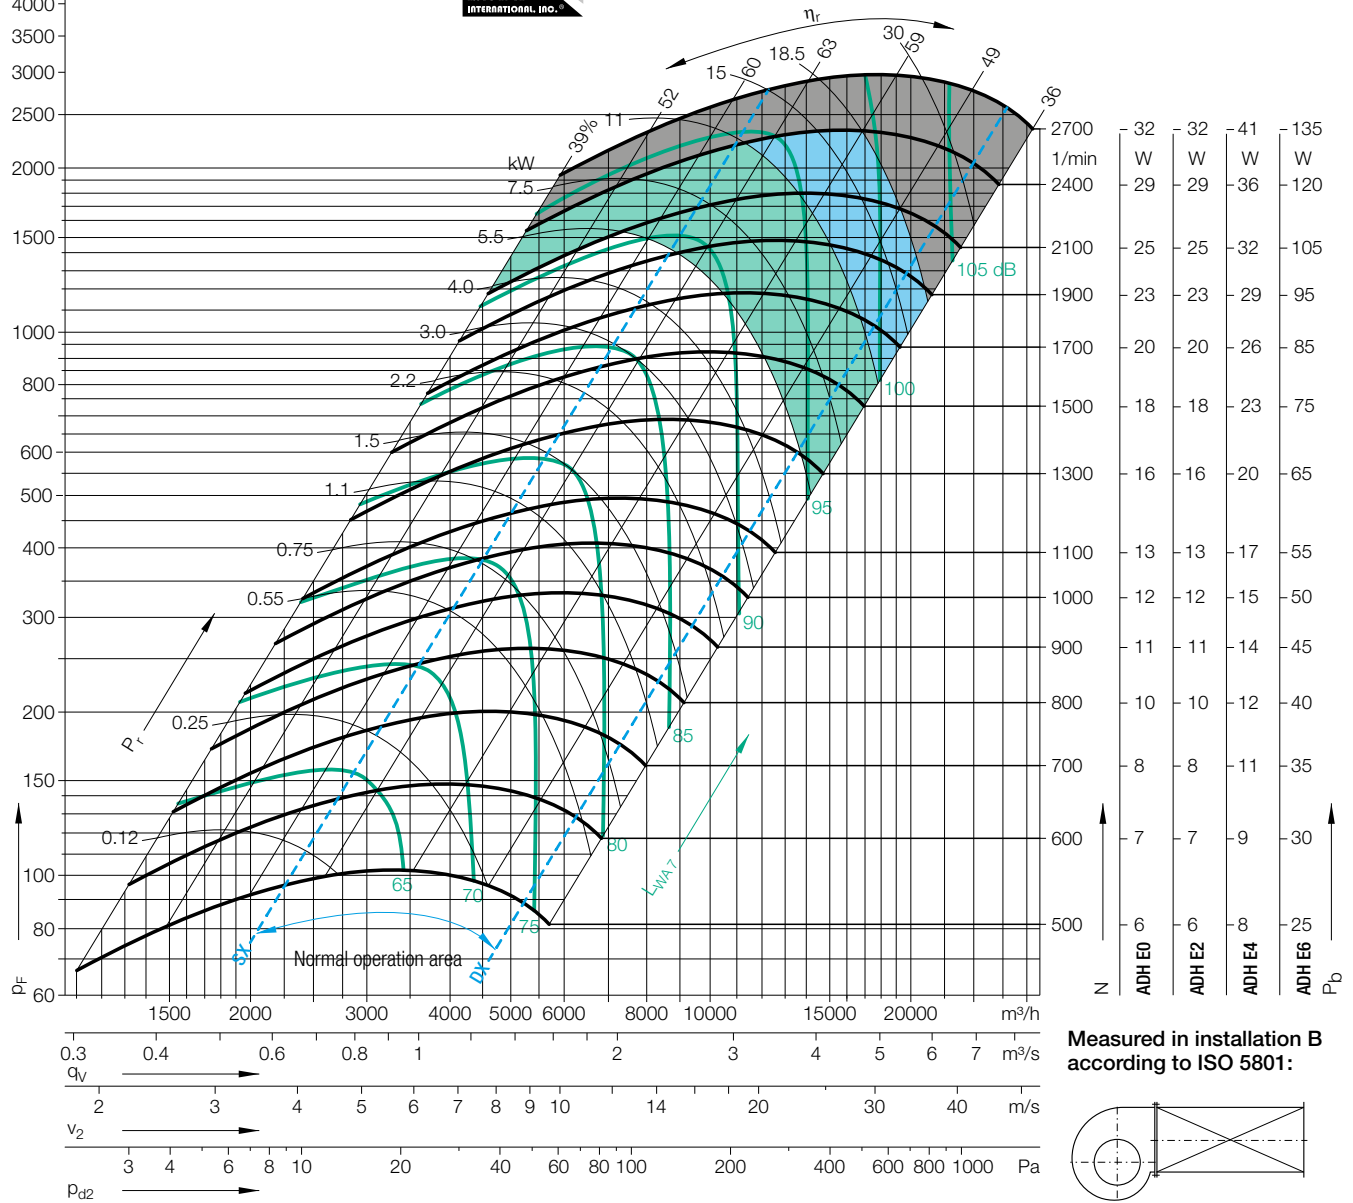 4000
INTERNATIONAL, INC.®
ηr
3500
3000
2500
2000
1500
1000
800
600
500
400
300
200
150
100
80
60
pF
39%
52
60
63
59
49
36
kW
30
18.5
15
11
7.5
5.5
4.0
3.0
2.2
1.5
1.1
0.75
0.55
0.25
0.12
Pr
105 dB
100
95
90
85
80
75
70
65
LWA 7
SX
Normal operation area
DX
2700 32 32 41 135
1/min W W W W
2400 29 29 36 120
2100 25 25 32 105
1900 23 23 29 95
1700 20 20 26 85
1500 18 18 23 75
1300 16 16 20 65
1100 13 13 17 55
1000 12 12 15 50
900 11 11 14 45
800 10 10 12 40
700 8 8 11 35
600 7 7 9 30
500 6 6 8 25
N ADH E0 ADH E2 ADH E4 ADH E6 Pb
1500 2000 3000 4000 5000 6000 8000 10000 15000 20000 m³/h
0.3 0.4 0.6 0.8 1 2 3 4 5 6 7 m³/s
qV
2 3 4 5 6 7 8 9 10 14 20 30 40 m/s
v2
3 4 6 8 10 20 40 60 80 100 200 400 600 800 1000 Pa
pd2
Measured in installation B
according to ISO 5801: